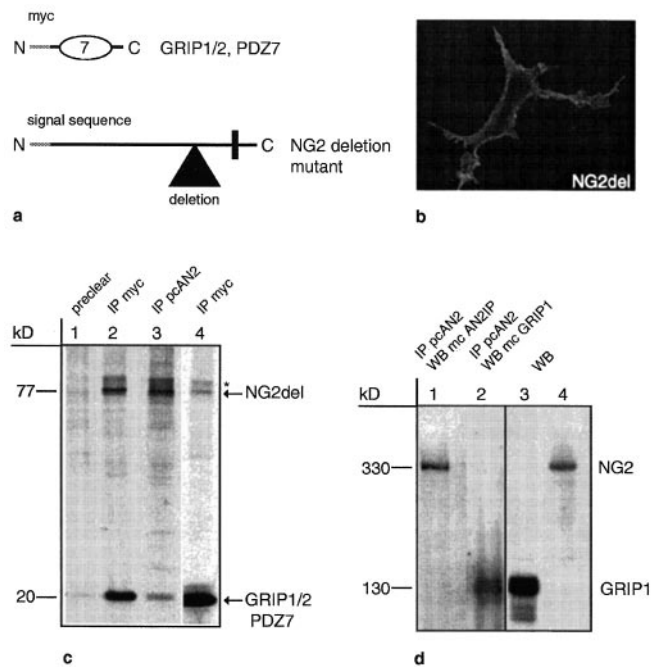 myc
N 7 C GRIP1/2, PDZ7
signal sequence
N C NG2 deletion
mutant
deletion
a
NG2del
b
preclear
IP myc
IP pcAN2
IP myc
kD 1 2 3 4
*
77 NG2del
20 GRIP1/2
PDZ7
c
IP pcAN2
WB mc AN2IP
IP pcAN2
WB mc GRIP1
WB
kD 1 2 3 4
330 NG2
130 GRIP1
d